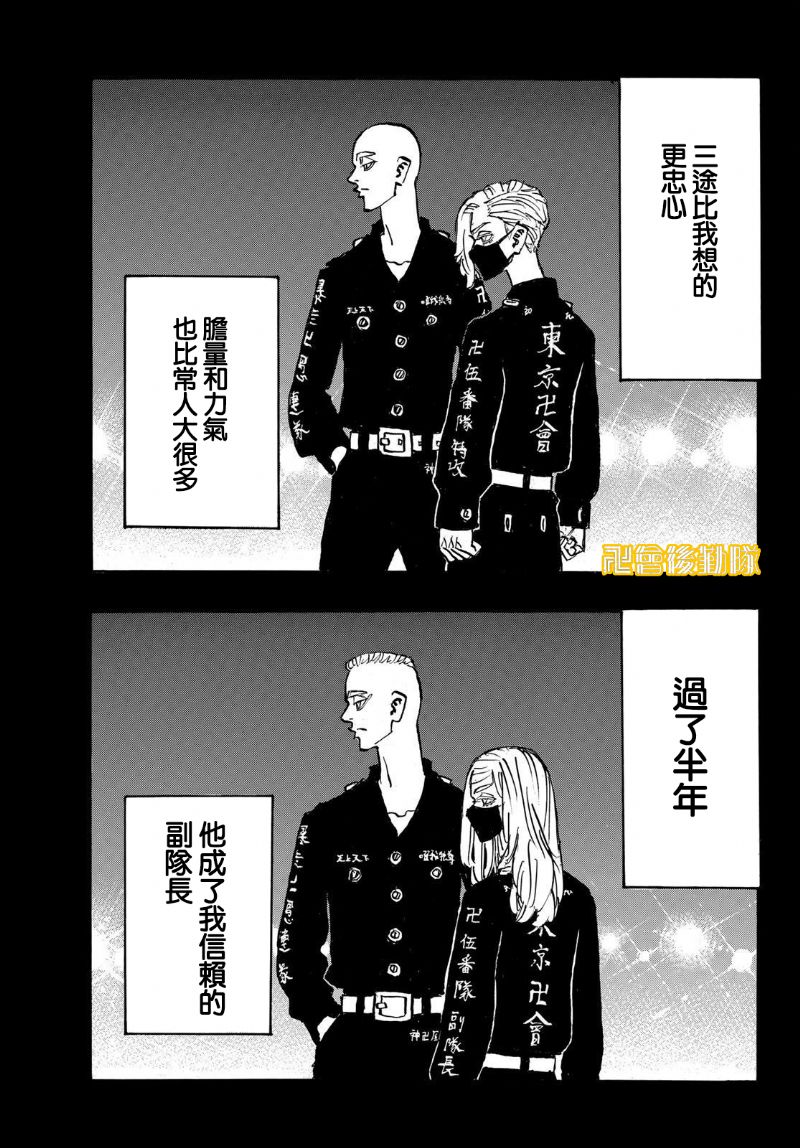 三途比我想的
更忠心
膽量和力氣
也比常人大很多
東京卍會
卍伍番隊 特攻
卍會後勤隊
過了半年
他成了我信賴的
副隊長
東京卍會
卍伍番隊 副隊長